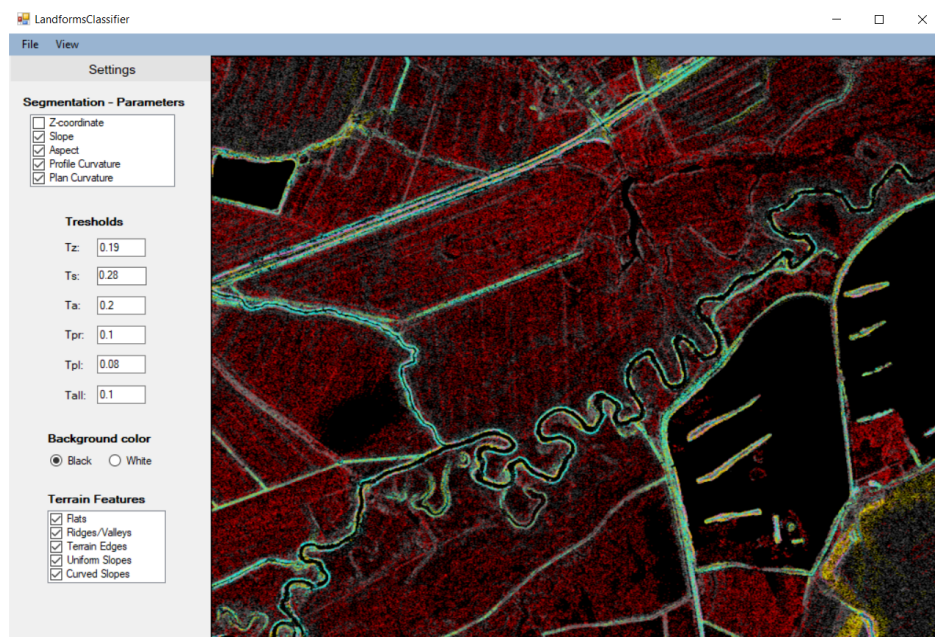 LandformsClassifier
File View
Settings
Segmentation - Parameters
Z-coordinate
Slope
Aspect
Profile Curvature
Plan Curvature
Tresholds
Tz: 0.19
Ts: 0.28
Ta: 0.2
Tpr: 0.1
Tpl: 0.08
Tall: 0.1
Background color
Black White
Terrain Features
Flats
Ridges/Valleys
Terrain Edges
Uniform Slopes
Curved Slopes